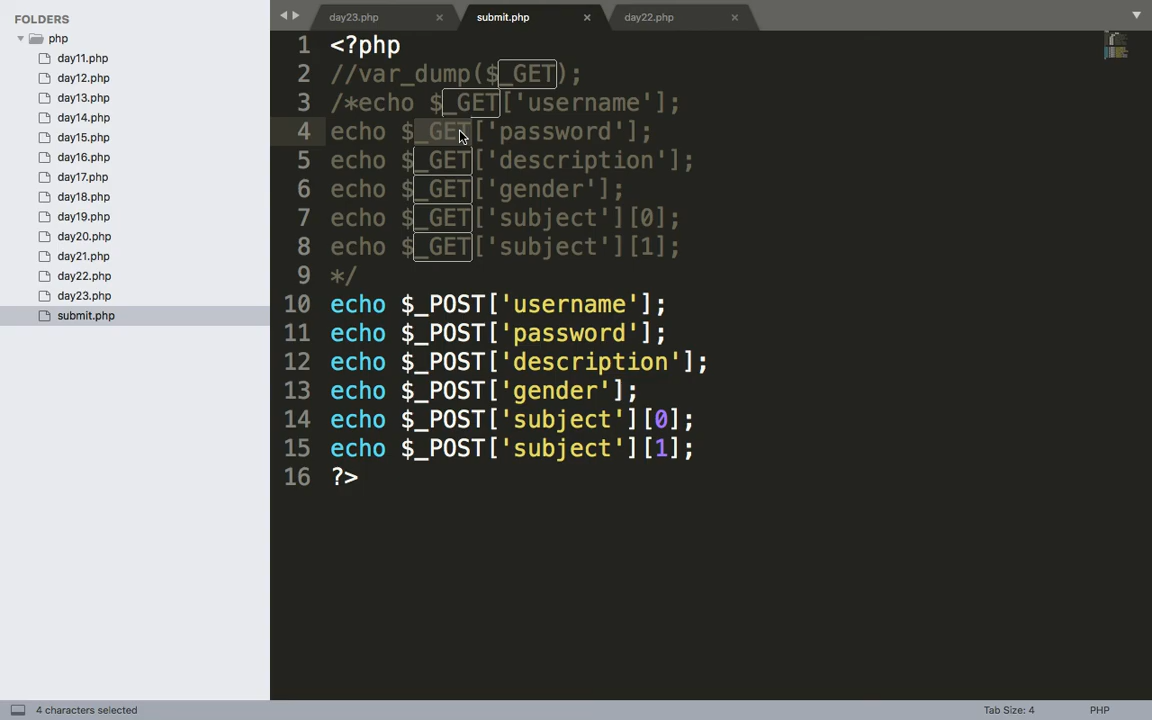 FOLDERS
php
day11.php
day12.php
day13.php
day14.php
day15.php
day16.php
day17.php
day18.php
day19.php
day20.php
day21.php
day22.php
day23.php
submit.php
day23.php × submit.php × day22.php ×
1 <?php
2 //var_dump($_GET);
3 /*echo $_GET['username'];
4 echo $_GET['password'];
5 echo $_GET['description'];
6 echo $_GET['gender'];
7 echo $_GET['subject'][0];
8 echo $_GET['subject'][1];
9 */
10 echo $_POST['username'];
11 echo $_POST['password'];
12 echo $_POST['description'];
13 echo $_POST['gender'];
14 echo $_POST['subject'][0];
15 echo $_POST['subject'][1];
16 ?>
4 characters selected Tab Size: 4 PHP